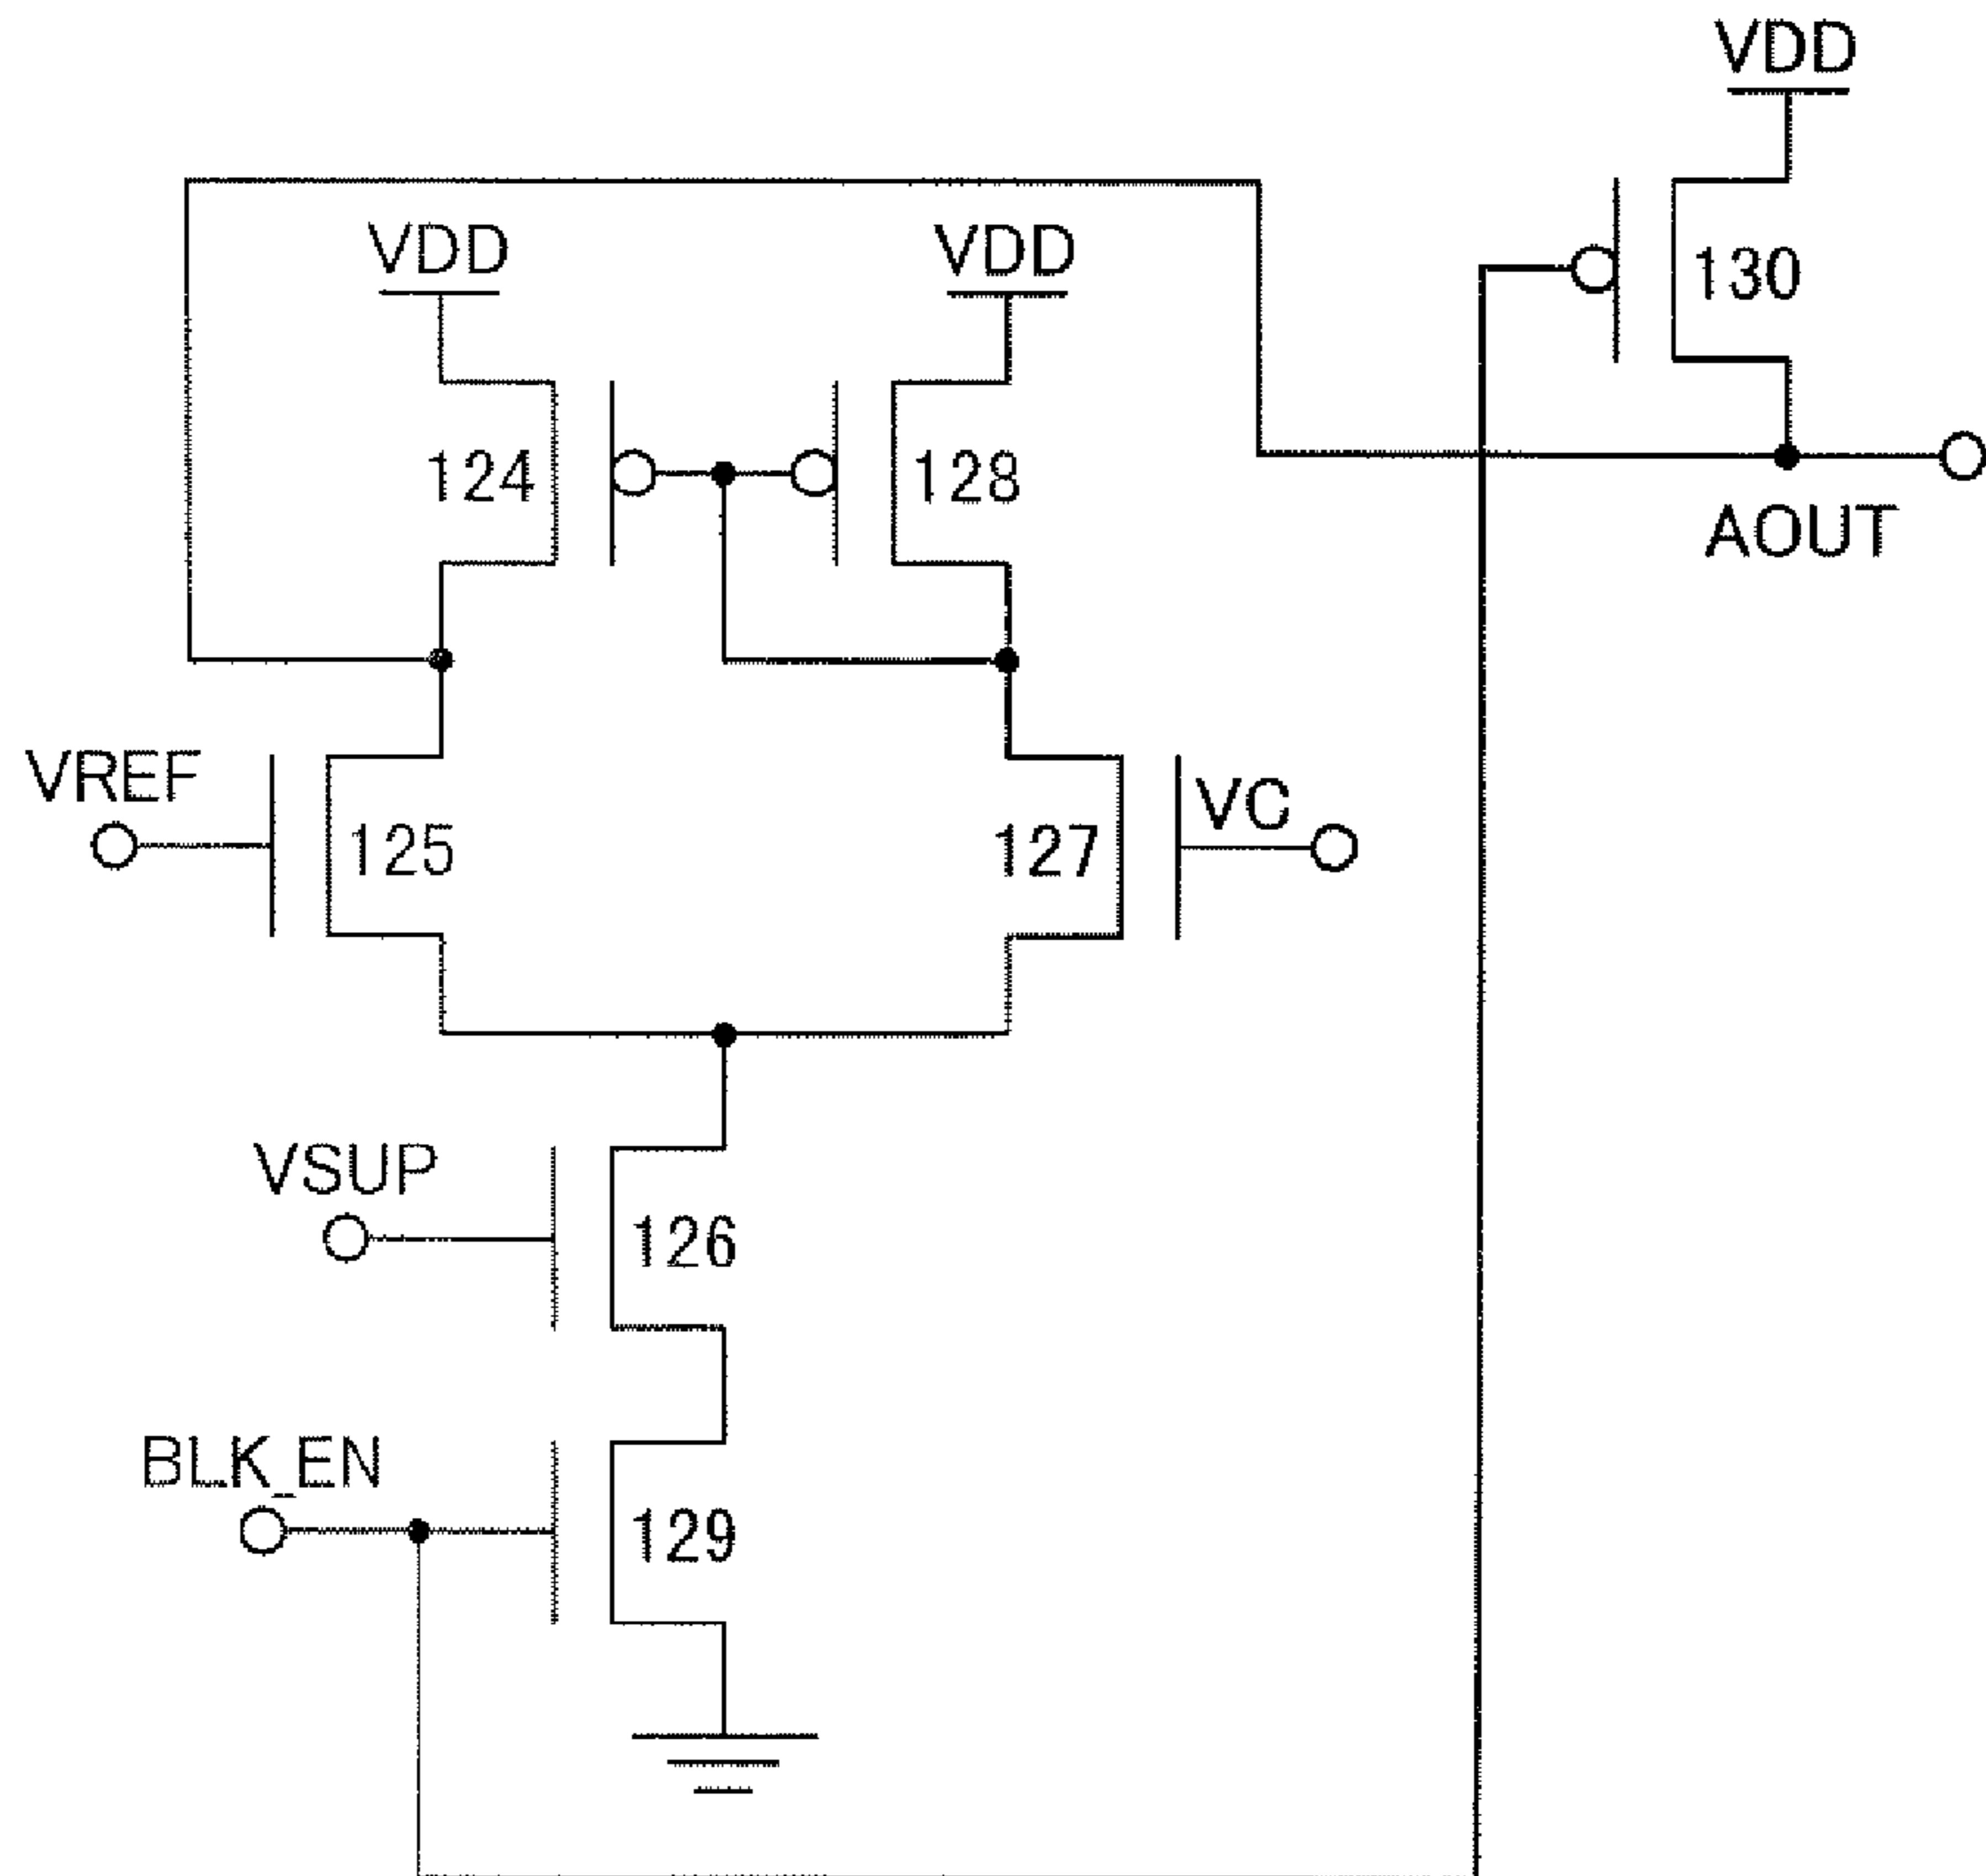 VDD
VDD
VDD
130
124
128
AOUT
VREF
125
127
VC
VSUP
126
BLK_EN
129